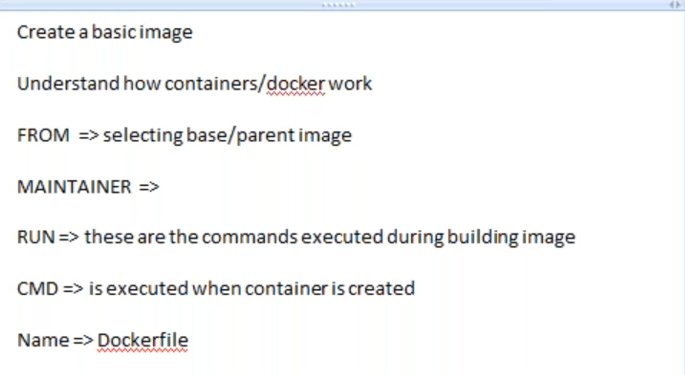 Create a basic image
Understand how containers/docker work
FROM => selecting base/parent image
MAINTAINER =>
RUN => these are the commands executed during building image
CMD => is executed when container is created
Name => Dockerfile